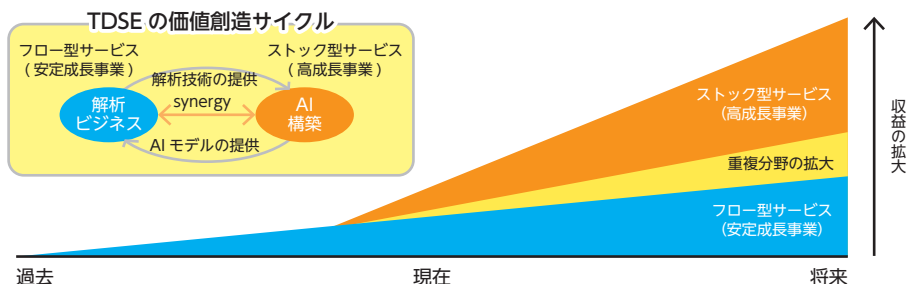 TDSE の価値創造サイクル
フロー型サービス
( 安定成長事業 )
ストック型サービス
( 高成長事業 )
解析技術の提供
synergy
解析
ビジネス
AI
構築
AI モデルの提供
ストック型サービス
(高成長事業)
重複分野の拡大
フロー型サービス
(安定成長事業)
収益の拡大
過去
現在
将来